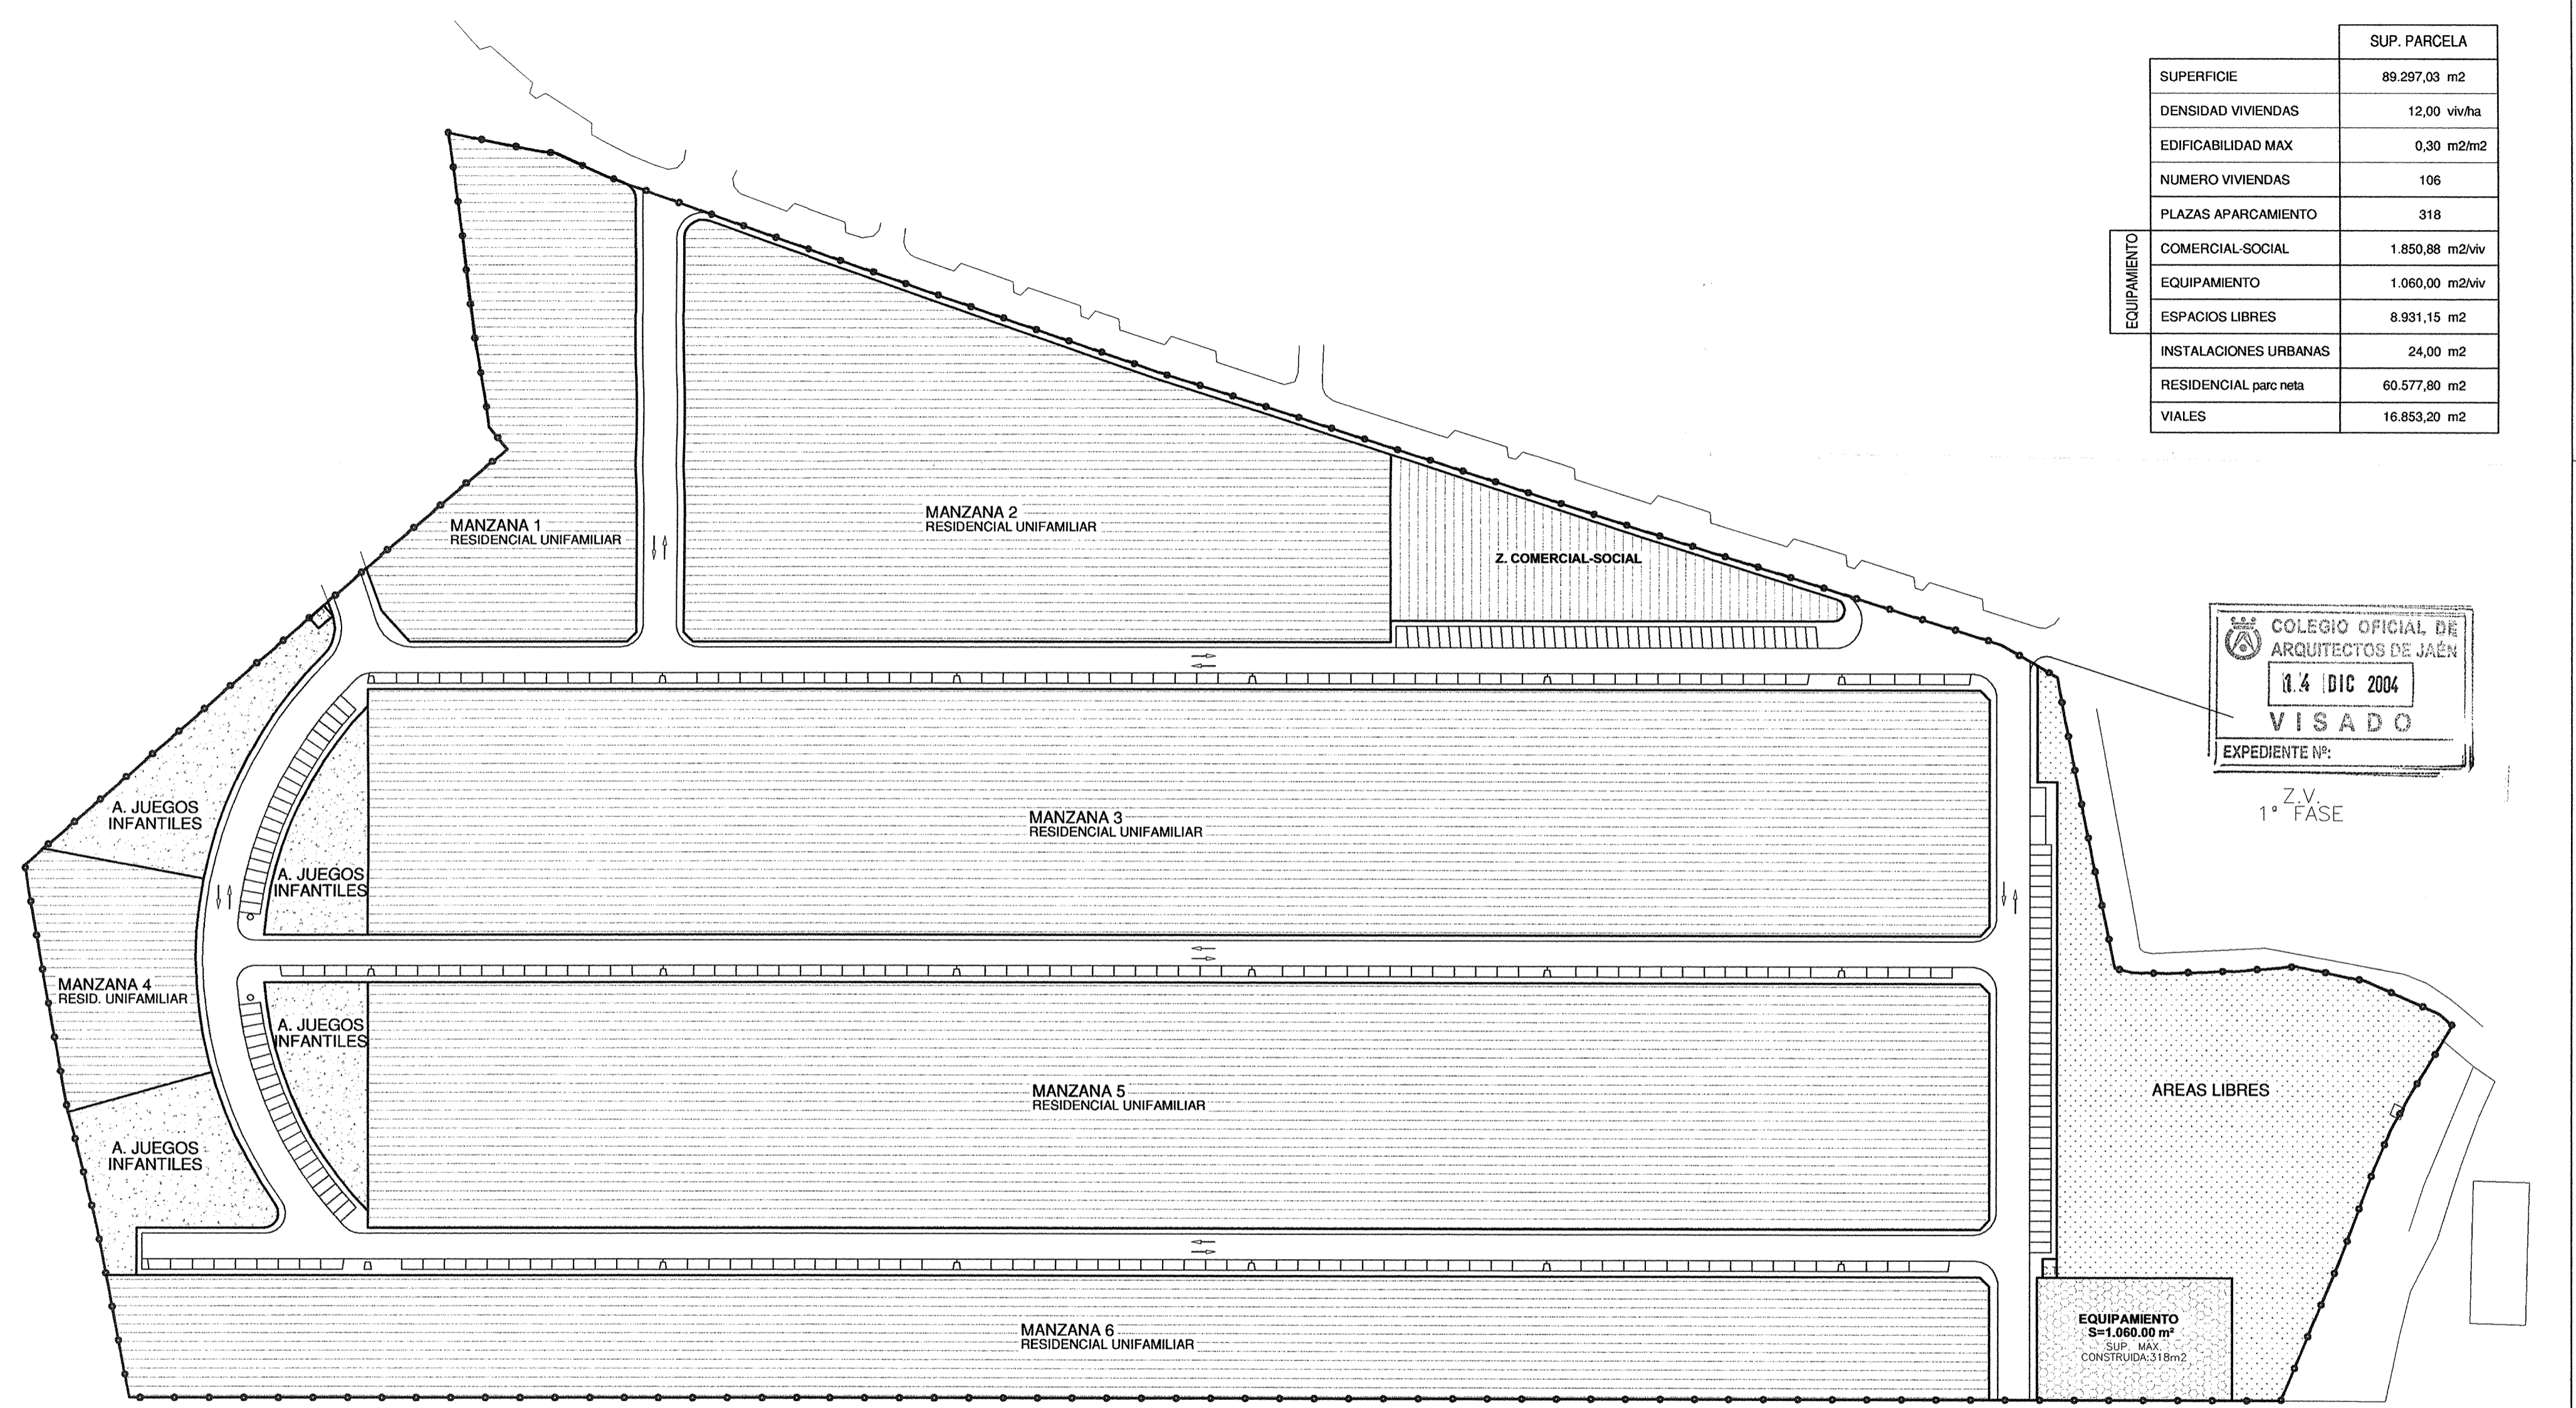 SUP. PARCELA
SUPERFICIE 89.297,03 m2
DENSIDAD VIVIENDAS 12,00 viv/ha
EDIFICABILIDAD MAX 0,30 m2/m2
NUMERO VIVIENDAS 106
PLAZAS APARCAMIENTO 318
EQUIPAMIENTO
COMERCIAL-SOCIAL 1.850,88 m2/viv
EQUIPAMIENTO 1.060,00 m2/viv
ESPACIOS LIBRES 8.931,15 m2
INSTALACIONES URBANAS 24,00 m2
RESIDENCIAL parc neta 60.577,80 m2
VIALES 16.853,20 m2
MANZANA 1
RESIDENCIAL UNIFAMILIAR
MANZANA 2
RESIDENCIAL UNIFAMILIAR
Z. COMERCIAL-SOCIAL
COLEGIO OFICIAL DE
ARQUITECTOS DE JAÉN
14 DIC 2004
VISADO
EXPEDIENTE Nº:
Z.V.
1ª FASE
A. JUEGOS
INFANTILES
MANZANA 3
RESIDENCIAL UNIFAMILIAR
A. JUEGOS
INFANTILES
MANZANA 4
RESID. UNIFAMILIAR
A. JUEGOS
INFANTILES
MANZANA 5
RESIDENCIAL UNIFAMILIAR
AREAS LIBRES
A. JUEGOS
INFANTILES
MANZANA 6
RESIDENCIAL UNIFAMILIAR
EQUIPAMIENTO
S=1.060.00 m²
SUP. MÁX.
CONSTRUIDA:318m2